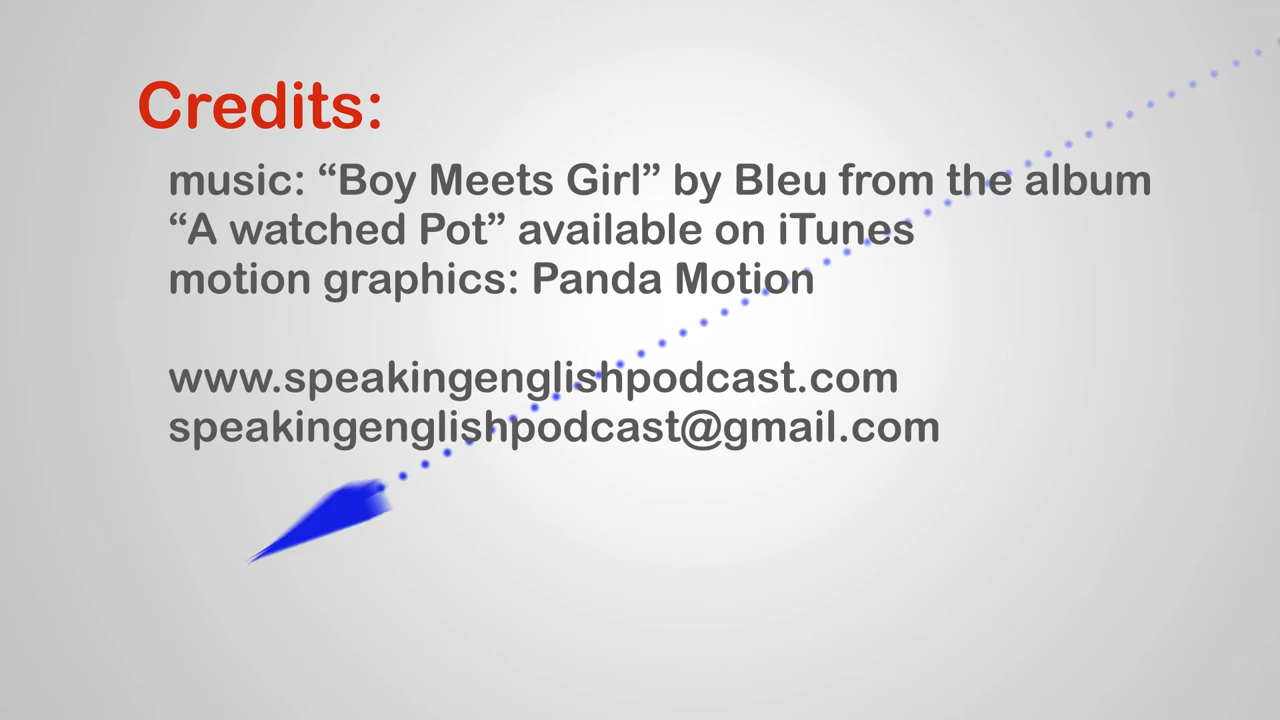 Credits:
music: “Boy Meets Girl” by Bleu from the album
“A watched Pot” available on iTunes
motion graphics: Panda Motion
www.speakingenglishpodcast.com
speakingenglishpodcast@gmail.com